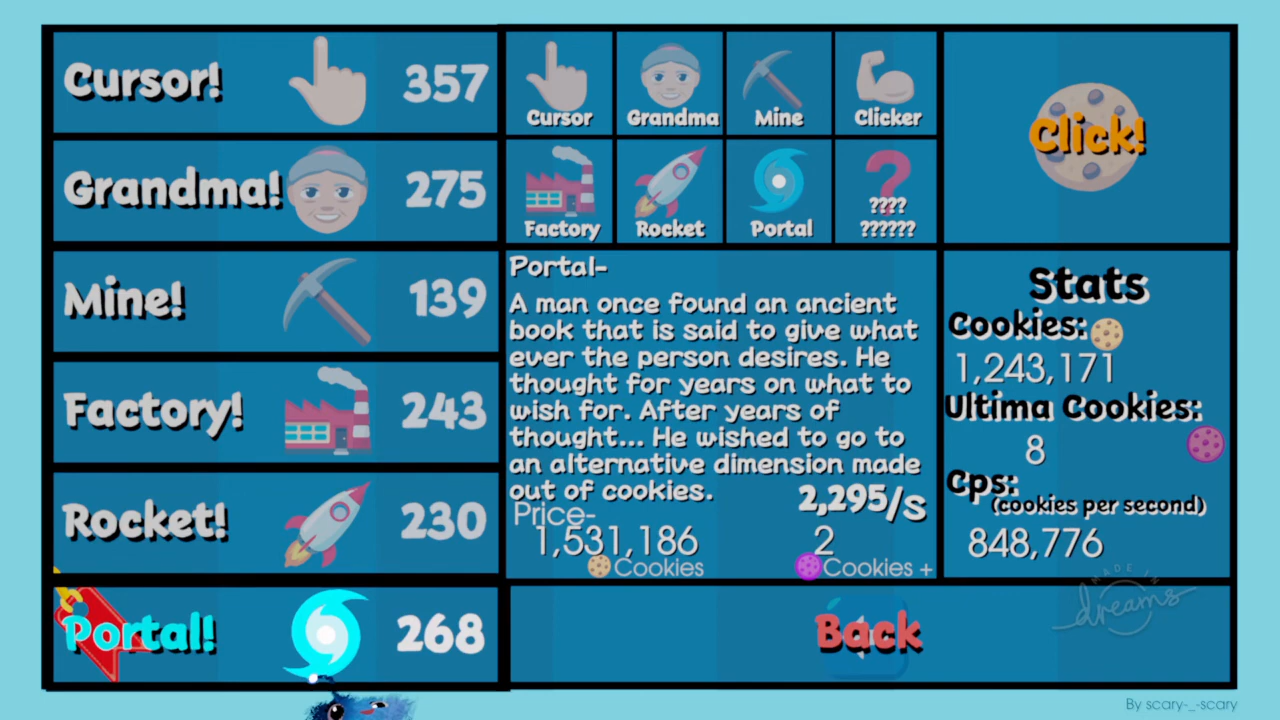 Cursor! 357
Grandma! 275
Mine! 139
Factory! 243
Rocket! 230
Portal! 268
Cursor Grandma Mine Clicker
Factory Rocket Portal ????
??????
Portal-
A man once found an ancient
book that is said to give what
ever the person desires. He
thought for years on what to
wish for. After years of
thought... He wished to go to
an alternative dimension made
out of cookies.
2,295/s
Price-
1,531,186 2
Cookies Cookies +
Click!
Stats
Cookies:
1,243,171
Ultima Cookies:
8
Cps:
(cookies per second)
848,776
Back
MADE IN
dreams
By scary-_-scary